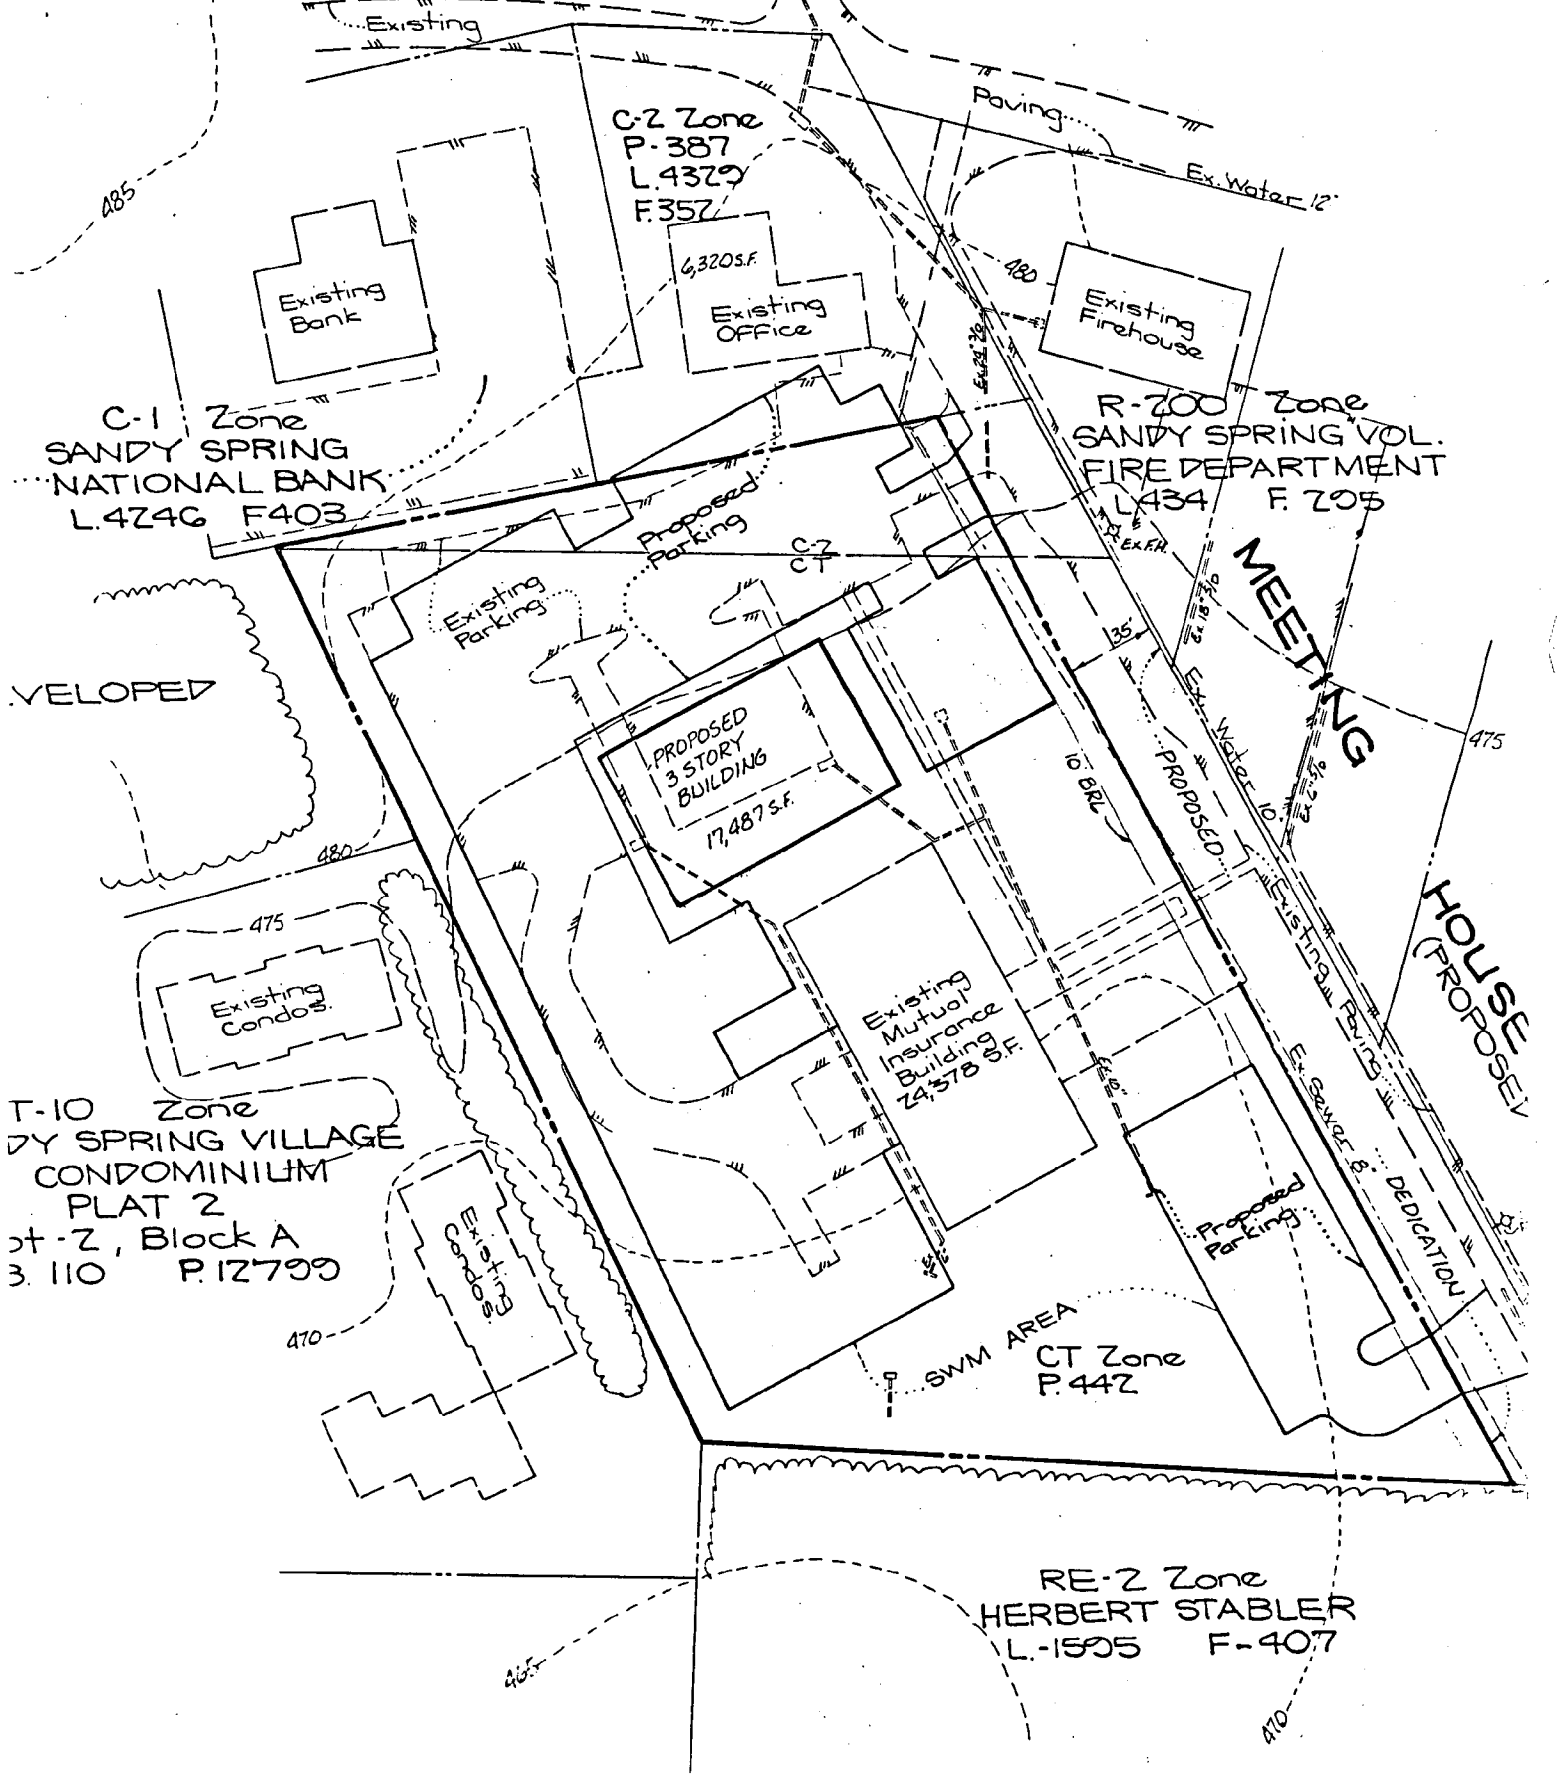 Existing
Paving
C-2 Zone
P-387
L.4329
F.357
Ex. Water 12"
485
6,320 S.F.
Existing
Bank
Existing
Office
480
Existing
Firehouse
Ex. 24" S/D
C-1 Zone
SANDY SPRING
NATIONAL BANK
L.4246 F403
R-200 Zone
SANDY SPRING VOL.
FIRE DEPARTMENT
L.434 F. 295
Proposed
Parking
C-2
CT
Ex F.H.
MEETING
Existing
Parking
Ex. 18" S/D
35'
.VELOPED
PROPOSED
3 STORY
BUILDING
17,487 S.F.
Ex. Water 10"
475
10 BRL
PROPOSED
480
475
Existing
Condos.
Existing
Mutual
Insurance
Building
24,378 S.F.
Existing Paving
HOUSE
(PROPOSED
Ex. Sewer 8"
DEDICATION
T-10 Zone
DY SPRING VILLAGE
CONDOMINIUM
PLAT 2
ot-2, Block A
3. 110 P. 12799
Existing
Condos.
Proposed
Parking
470
SWM AREA
CT Zone
P. 442
RE-2 Zone
HERBERT STABLER
L.-1595 F-407
465
470